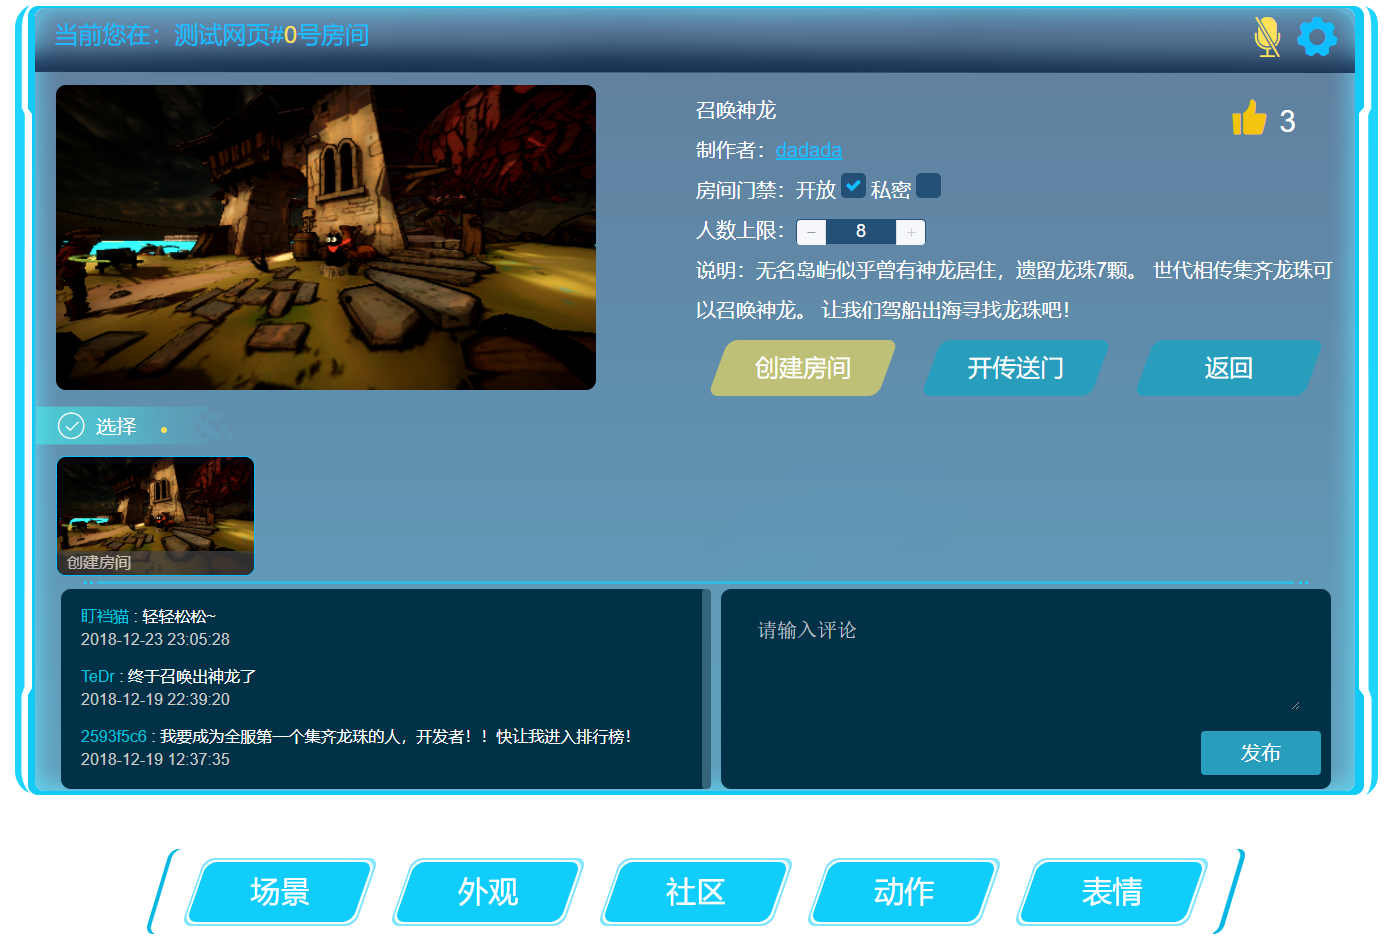 当前您在：测试网页#0号房间
召唤神龙
3
制作者：dadada
房间门禁：开放 私密
人数上限： − 8 +
说明：无名岛屿似乎曾有神龙居住，遗留龙珠7颗。 世代相传集齐龙珠可
以召唤神龙。 让我们驾船出海寻找龙珠吧！
创建房间 开传送门 返回
选择
创建房间
盯裆猫 : 轻轻松松~
2018-12-23 23:05:28
TeDr : 终于召唤出神龙了
2018-12-19 22:39:20
2593f5c6 : 我要成为全服第一个集齐龙珠的人，开发者！！快让我进入排行榜！
2018-12-19 12:37:35
请输入评论
发布
场景 外观 社区 动作 表情